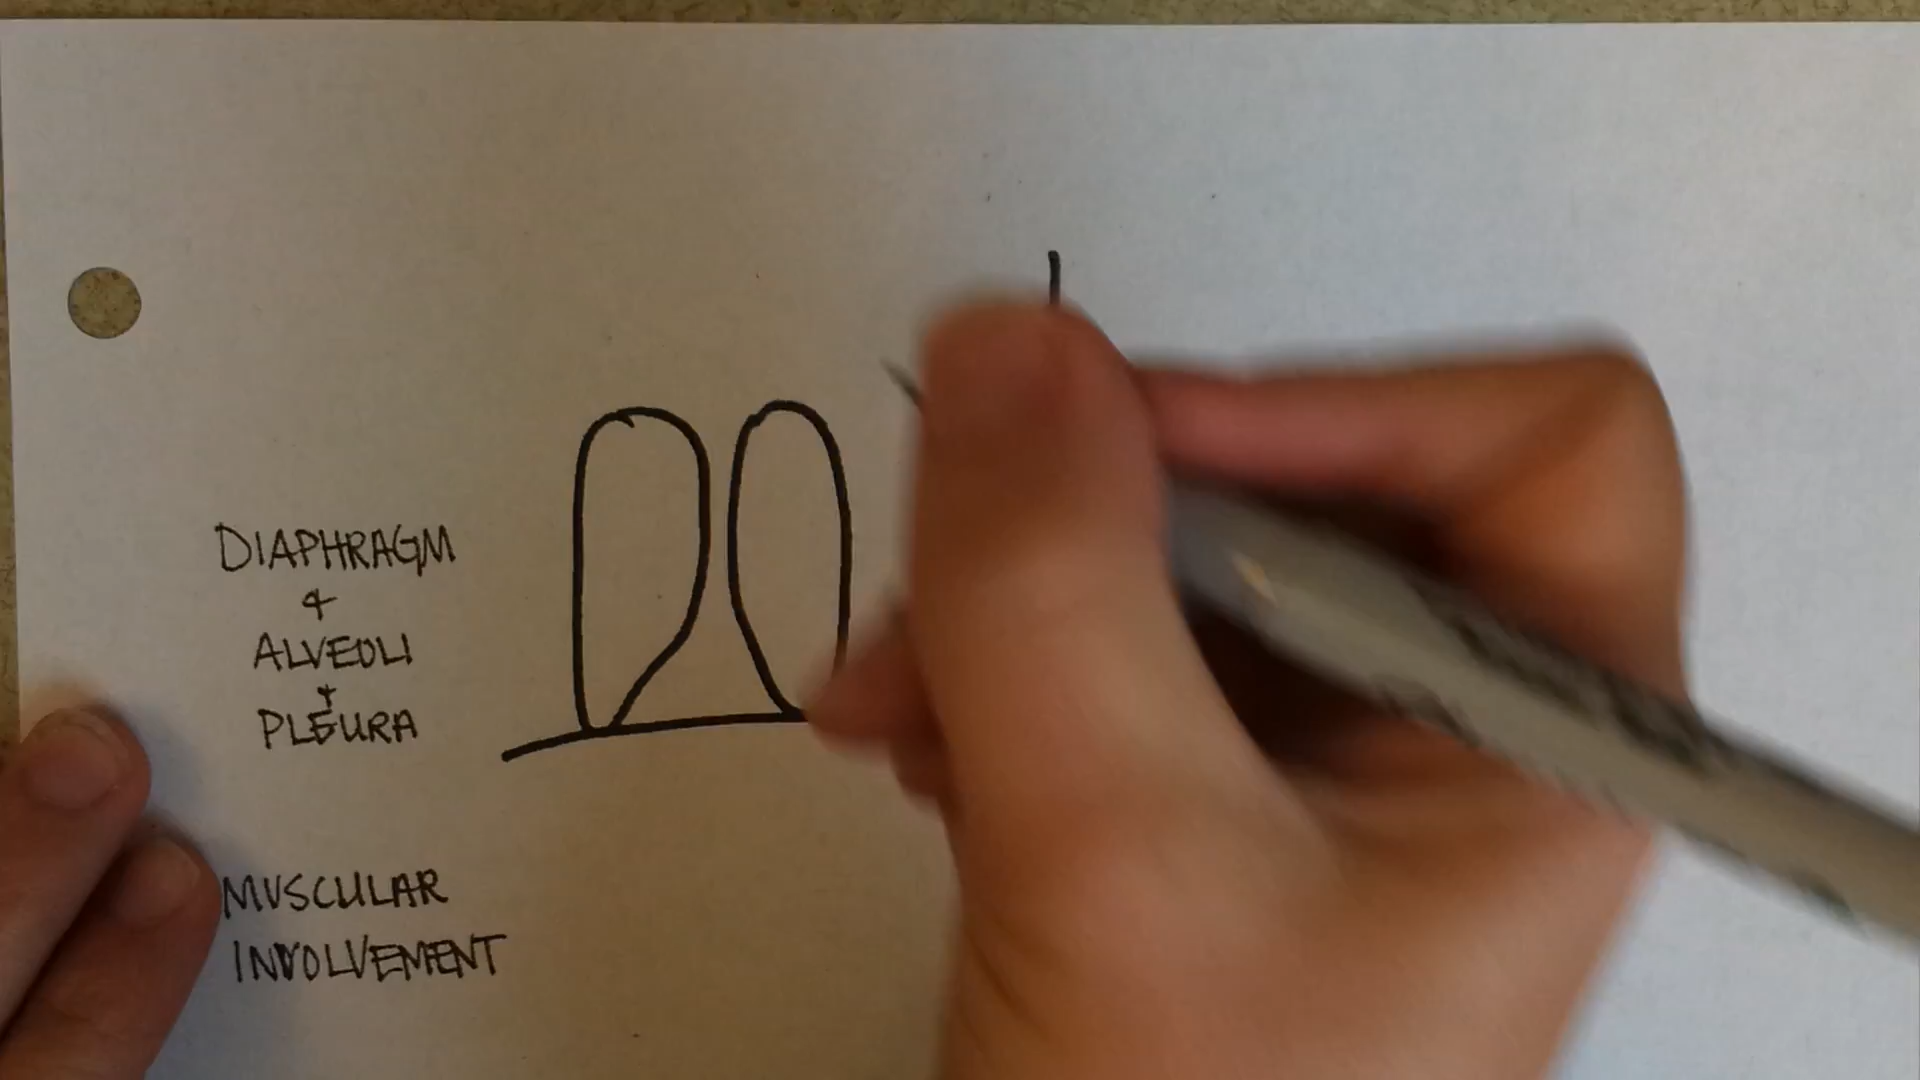 DIAPHRAGM
&
ALVEOLI
+
PLEURA
MUSCULAR
INVOLVEMENT